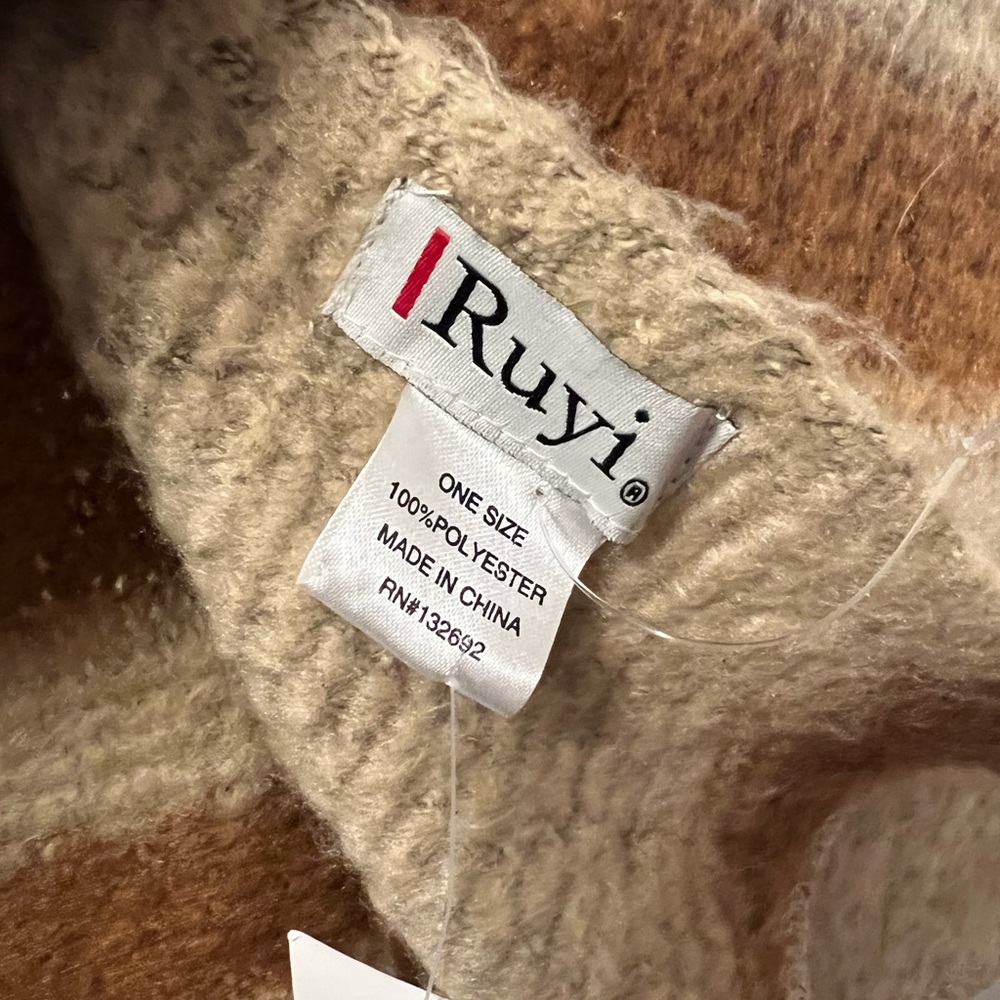 Ruyi®
ONE SIZE
100%POLYESTER
MADE IN CHINA
RN#132692